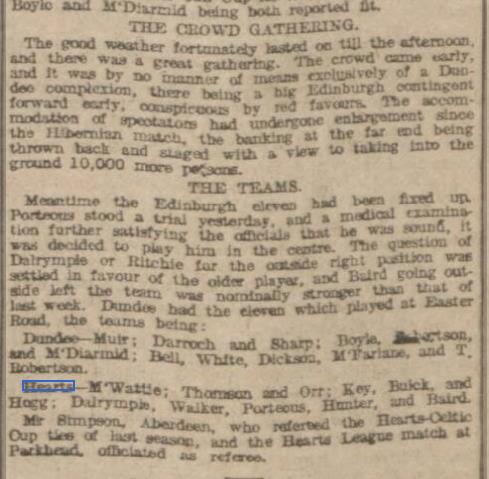 Boyle and M'Diarmid being both reported fit.
THE CROWD GATHERING.
The good weather fortunately lasted on till the afternoon,
and there was a great gathering. The crowd came early,
and it was by no manner of means exclusively of a Dun-
dee complexion, there being a big Edinburgh contingent
forward early, conspicuous by red favours. The accom-
modation of spectators had undergone enlargement since
the Hibernian match, the banking at the far end being
thrown back and staged with a view to taking into the
ground 10,000 more persons.
THE TEAMS.
Meantime the Edinburgh eleven had been fixed up.
Porteous stood a trial yesterday, and a medical examina-
tion further satisfying the officials that he was sound, it
was decided to play him in the centre. The question of
Dalrymple or Ritchie for the outside right position was
settled in favour of the older player, and Baird going out-
side left the team was nominally stronger than that of
last week. Dundee had the eleven which played at Easter
Road, the teams being:
Dundee—Muir; Darroch and Sharp; Boyle, Robertson,
and M'Diarmid; Bell, White, Dickson, M'Farlane, and T.
Robertson.
Hearts—M'Wattie; Thomson and Orr; Key, Buick, and
Hogg; Dalrymple, Walker, Porteous, Hunter, and Baird.
Mr Simpson, Aberdeen, who refereed the Hearts-Celtic
Cup ties of last season, and the Hearts League match at
Parkhead, officiated as referee.